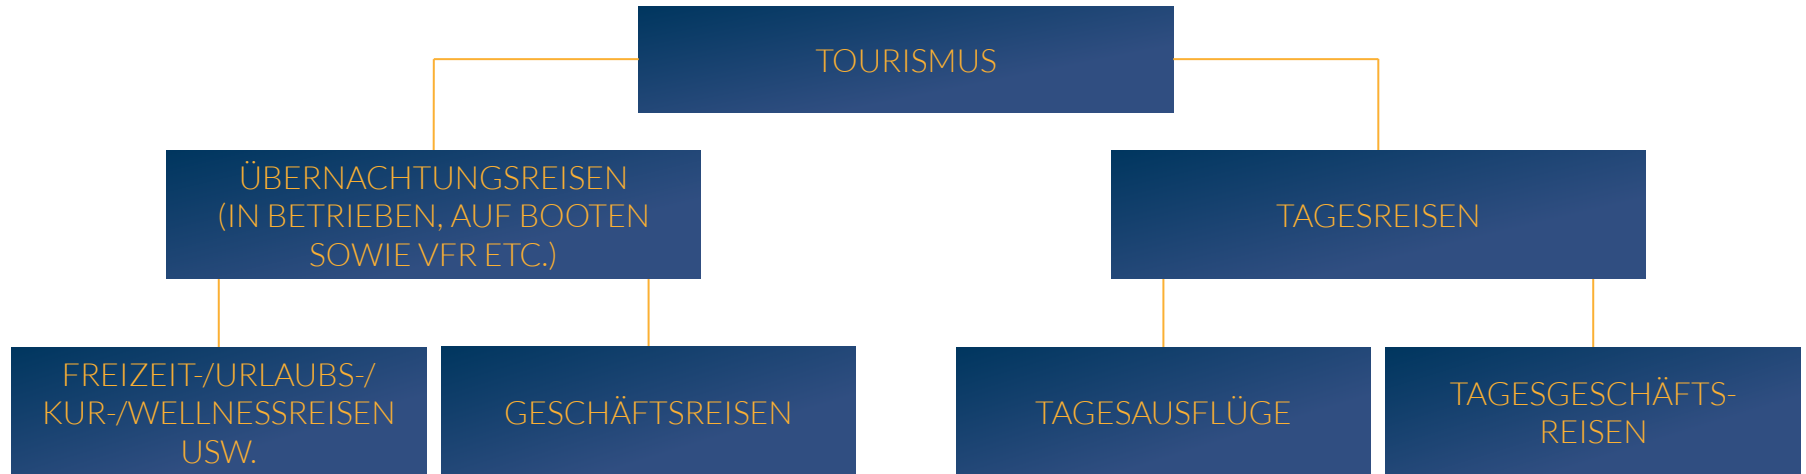 TOURISMUS
ÜBERNACHTUNGSREISEN
(IN BETRIEBEN, AUF BOOTEN
SOWIE VFR ETC.)
TAGESREISEN
FREIZEIT-/URLAUBS-/
KUR-/WELLNESSREISEN
USW.
GESCHÄFTSREISEN
TAGESAUSFLÜGE
TAGESGESCHÄFTS-
REISEN